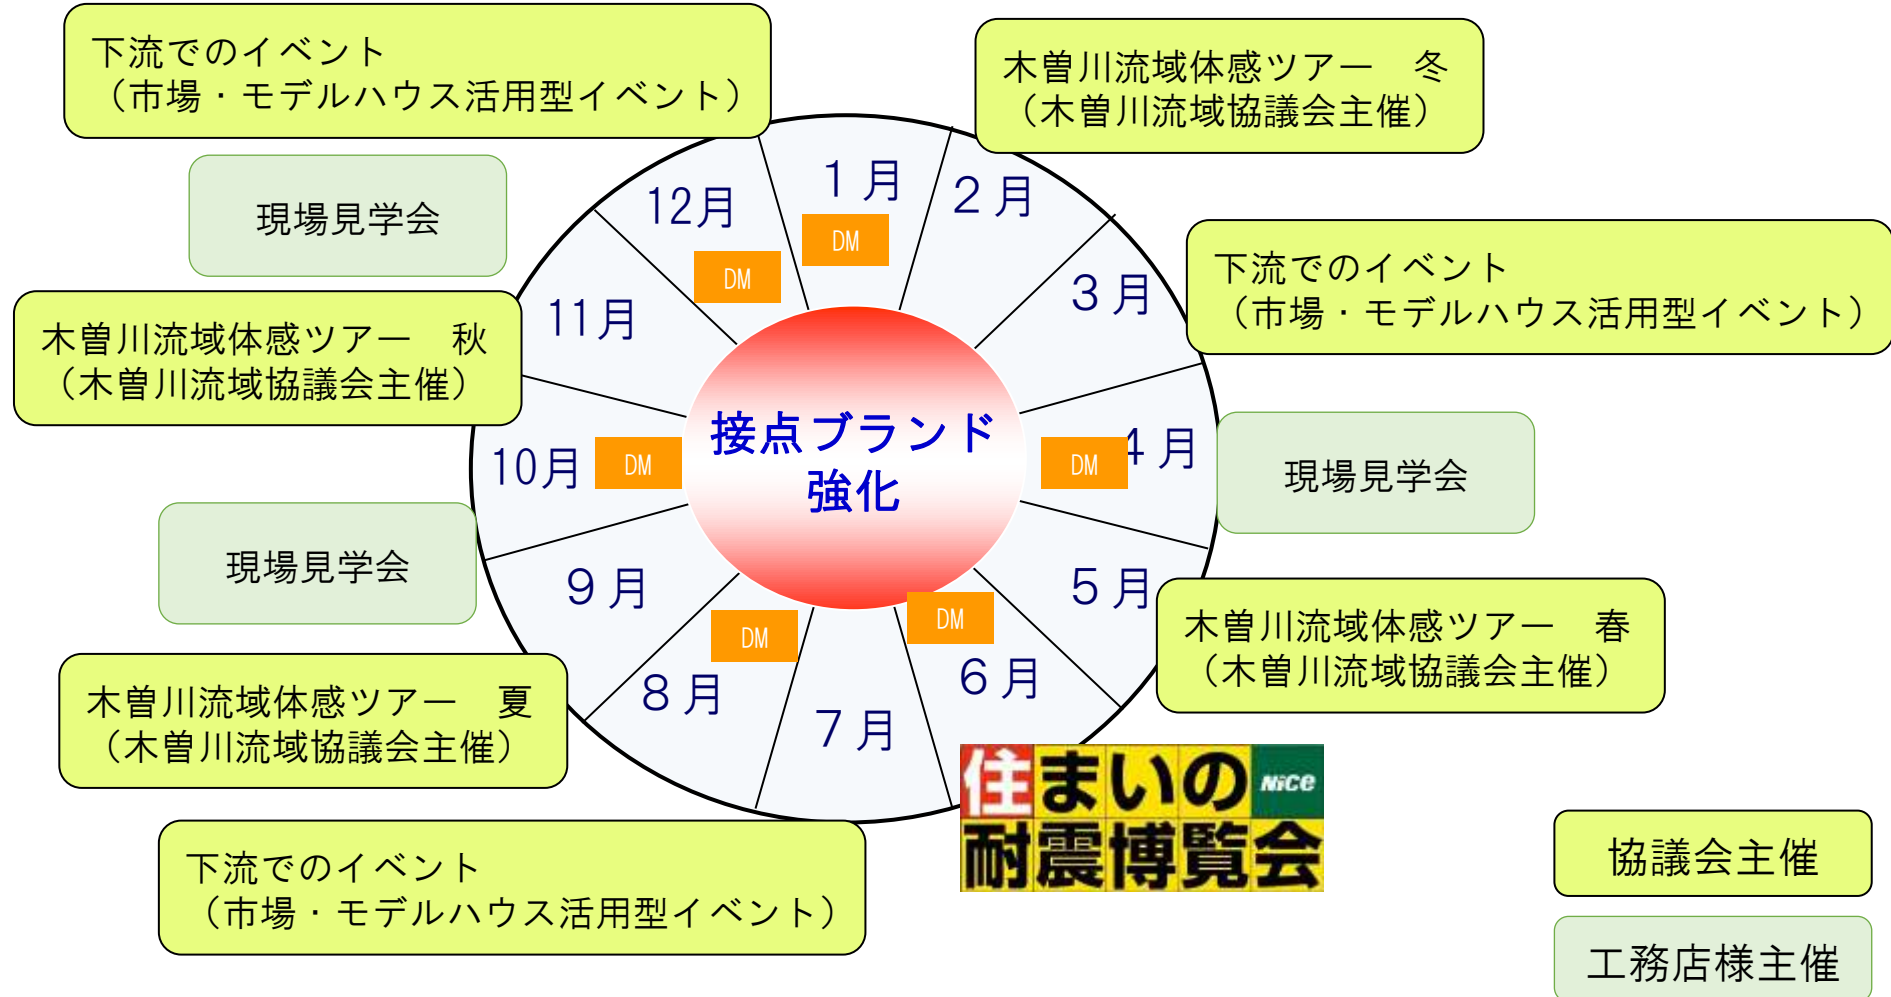 下流でのイベント
（市場・モデルハウス活用型イベント）
木曽川流域体感ツアー　冬
（木曽川流域協議会主催）
現場見学会
12月
１月
２月
DM
DM
３月
下流でのイベント
（市場・モデルハウス活用型イベント）
11月
木曽川流域体感ツアー　秋
（木曽川流域協議会主催）
接点ブランド
強化
10月
DM
DM
4月
現場見学会
現場見学会
９月
５月
DM
DM
木曽川流域体感ツアー　春
（木曽川流域協議会主催）
木曽川流域体感ツアー　夏
（木曽川流域協議会主催）
８月
７月
６月
住まいの NiCe
耐震博覧会
下流でのイベント
（市場・モデルハウス活用型イベント）
協議会主催
工務店様主催